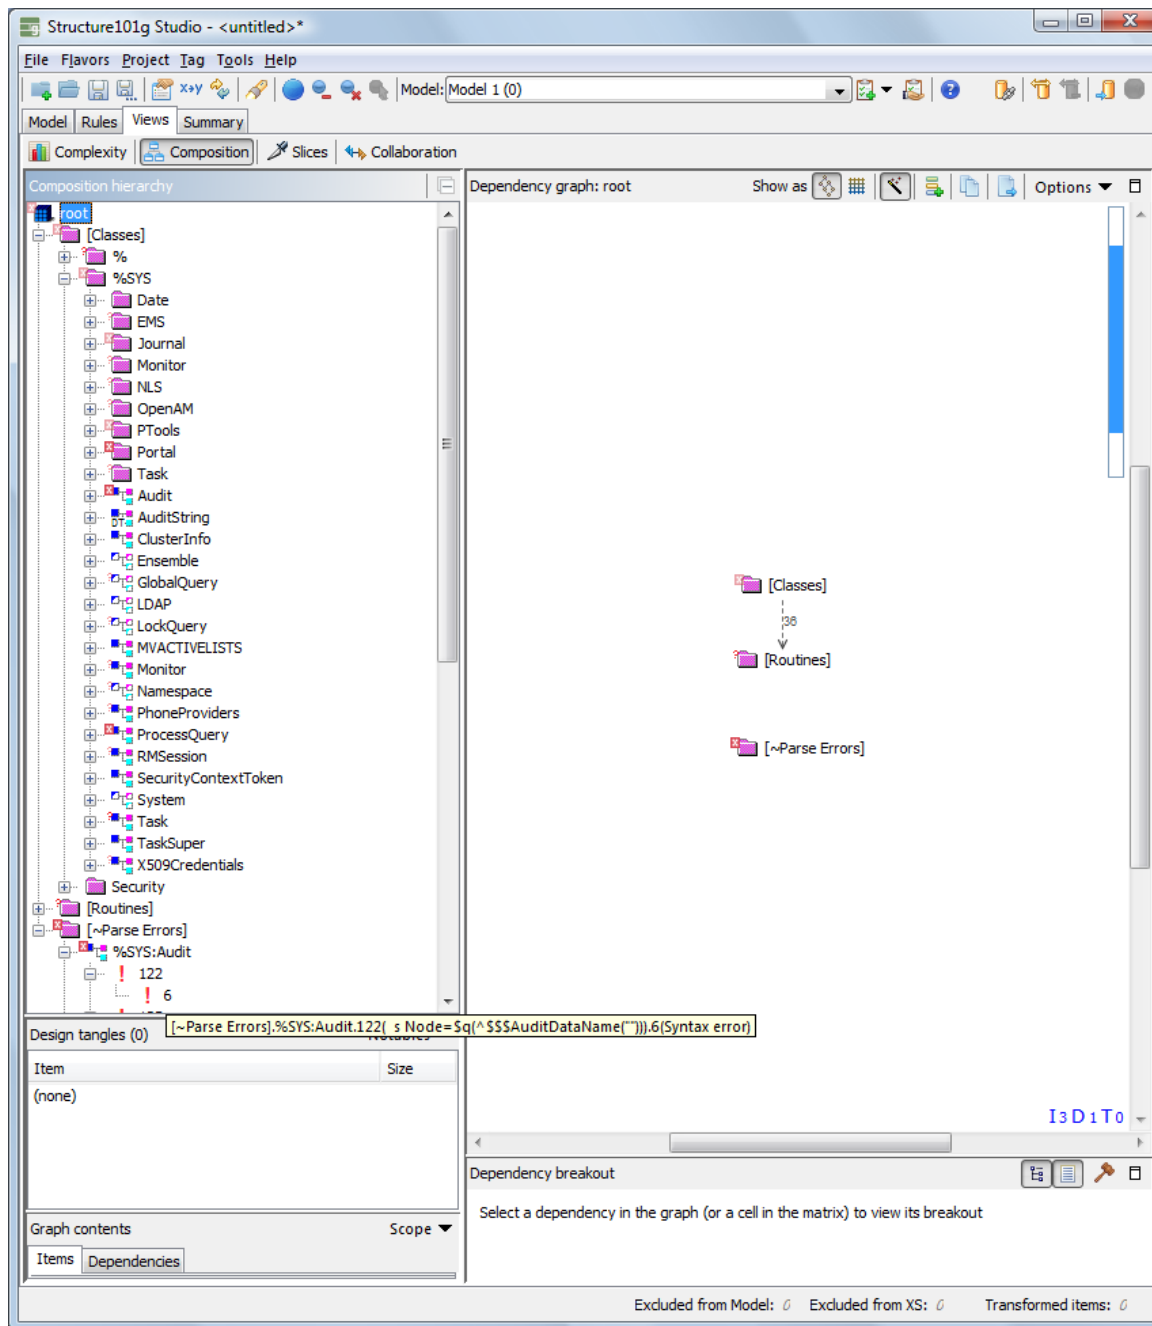 Structure101g Studio - <untitled>*
File Flavors Project Tag Tools Help
x+y Model: Model 1 (0)
Model Rules Views Summary
Complexity Composition Slices Collaboration
Composition hierarchy
Dependency graph: root Show as Options
root
[Classes]
%
%SYS
Date
EMS
Journal
Monitor
NLS
OpenAM
PTools
Portal
Task
Audit
AuditString
ClusterInfo
Ensemble
GlobalQuery
LDAP
LockQuery
MVACTIVELISTS
Monitor
Namespace
PhoneProviders
ProcessQuery
RMSession
SecurityContextToken
System
Task
TaskSuper
X509Credentials
Security
[Routines]
[~Parse Errors]
%SYS:Audit
! 122
! 6
[~Parse Errors].%SYS:Audit.122( s Node=$q(^$$$AuditDataName(""))).6(Syntax error)
Design tangles (0)
Item Size
(none)
Graph contents Scope
Items Dependencies
[Classes]
36
[Routines]
[~Parse Errors]
I3D1T0
Dependency breakout
Select a dependency in the graph (or a cell in the matrix) to view its breakout
Excluded from Model: 0 Excluded from XS: 0 Transformed items: 0